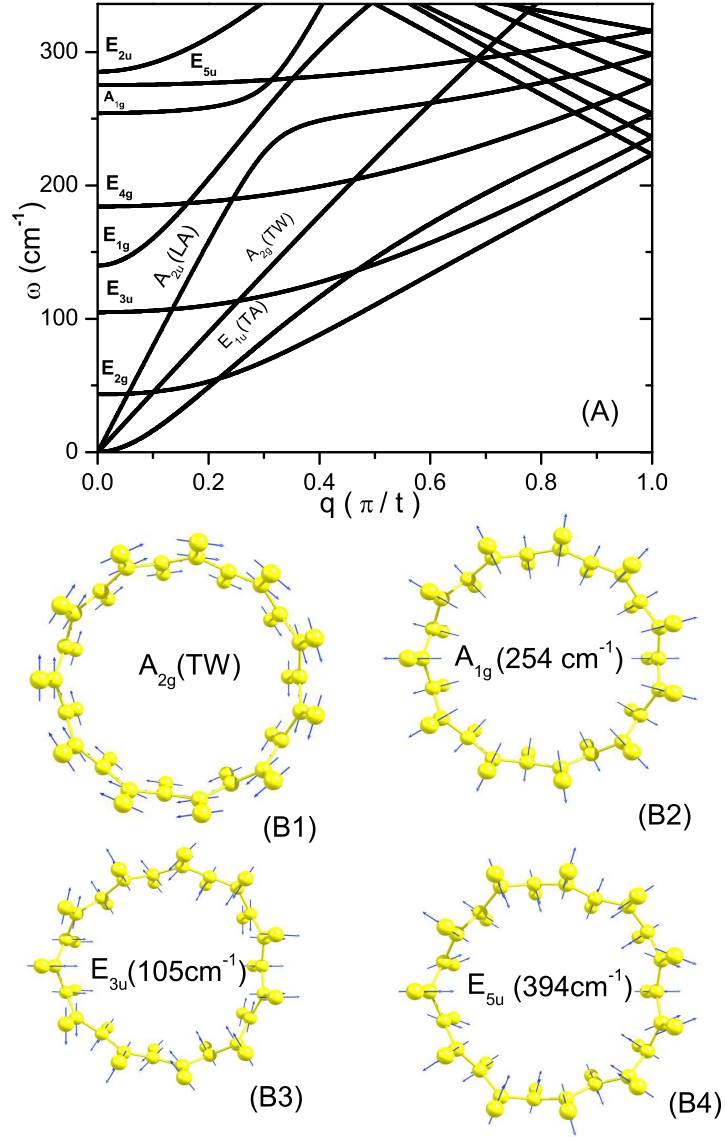 300
200
100
0
ω (cm⁻¹)
E₂ᵤ
E₅ᵤ
A₁g
E₄g
E₁g
E₃ᵤ
E₂g
A₂ᵤ(LA)
A₂g(TW)
E₁ᵤ(TA)
(A)
0.0 0.2 0.4 0.6 0.8 1.0
q ( π / t )
A₂g(TW)
(B1)
A₁g(254 cm⁻¹)
(B2)
E₃ᵤ(105cm⁻¹)
(B3)
E₅ᵤ (394cm⁻¹)
(B4)